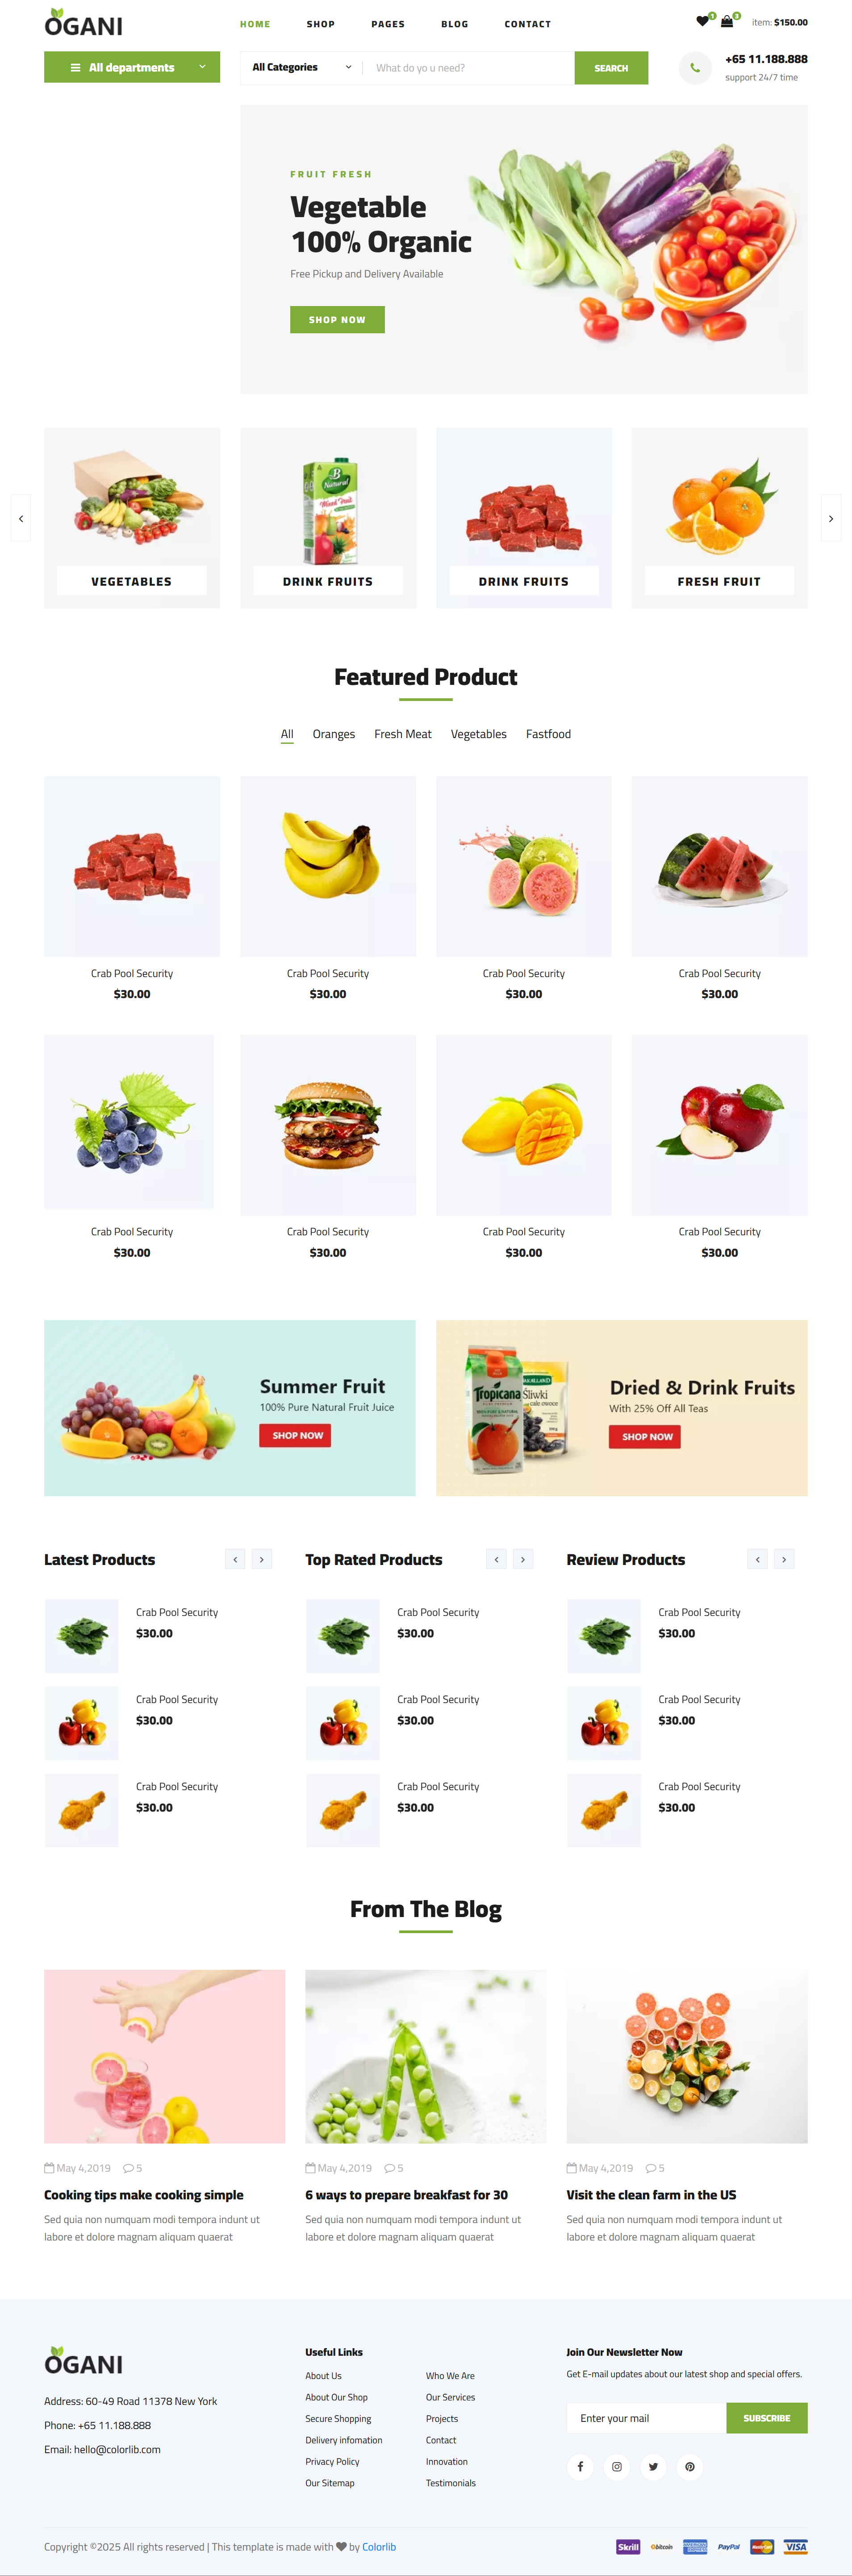 OGANI
HOME SHOP PAGES BLOG CONTACT
1 3 item: $150.00
All departments
All Categories What do yo u need? SEARCH
+65 11.188.888
support 24/7 time
FRUIT FRESH
Vegetable
100% Organic
Free Pickup and Delivery Available
SHOP NOW
B
Natural
Mixed Fruit
VEGETABLES DRINK FRUITS DRINK FRUITS FRESH FRUIT
Featured Product
All Oranges Fresh Meat Vegetables Fastfood
Crab Pool Security Crab Pool Security Crab Pool Security Crab Pool Security
$30.00 $30.00 $30.00 $30.00
Crab Pool Security Crab Pool Security Crab Pool Security Crab Pool Security
$30.00 $30.00 $30.00 $30.00
Summer Fruit
100% Pure Natural Fruit Juice
SHOP NOW
Tropicana
BAKALLAND
Śliwki
Dried & Drink Fruits
With 25% Off All Teas
SHOP NOW
Latest Products Top Rated Products Review Products
Crab Pool Security Crab Pool Security Crab Pool Security
$30.00 $30.00 $30.00
Crab Pool Security Crab Pool Security Crab Pool Security
$30.00 $30.00 $30.00
Crab Pool Security Crab Pool Security Crab Pool Security
$30.00 $30.00 $30.00
From The Blog
May 4,2019 5
Cooking tips make cooking simple
Sed quia non numquam modi tempora indunt ut
labore et dolore magnam aliquam quaerat
May 4,2019 5
6 ways to prepare breakfast for 30
Sed quia non numquam modi tempora indunt ut
labore et dolore magnam aliquam quaerat
May 4,2019 5
Visit the clean farm in the US
Sed quia non numquam modi tempora indunt ut
labore et dolore magnam aliquam quaerat
OGANI
Address: 60-49 Road 11378 New York
Phone: +65 11.188.888
Email: hello@colorlib.com
Useful Links
About Us
About Our Shop
Secure Shopping
Delivery infomation
Privacy Policy
Our Sitemap
Who We Are
Our Services
Projects
Contact
Innovation
Testimonials
Join Our Newsletter Now
Get E-mail updates about our latest shop and special offers.
Enter your mail SUBSCRIBE
Copyright ©2025 All rights reserved | This template is made with by Colorlib
Skrill bitcoin AMERICAN EXPRESS PayPal MasterCard VISA